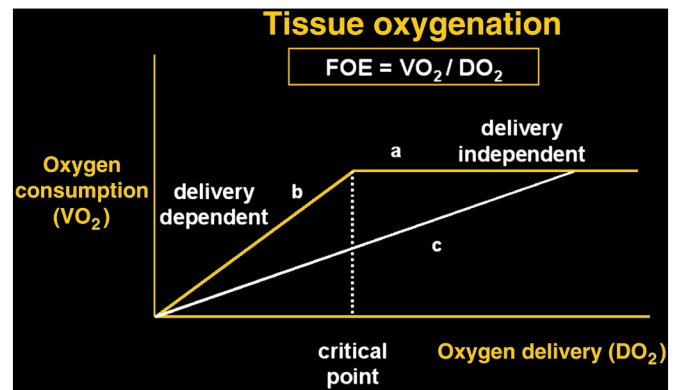 Tissue oxygenation
FOE = VO₂ / DO₂
a
delivery
independent
Oxygen
consumption
(VO₂)
delivery
dependent
b
c
critical
point
Oxygen delivery (DO₂)